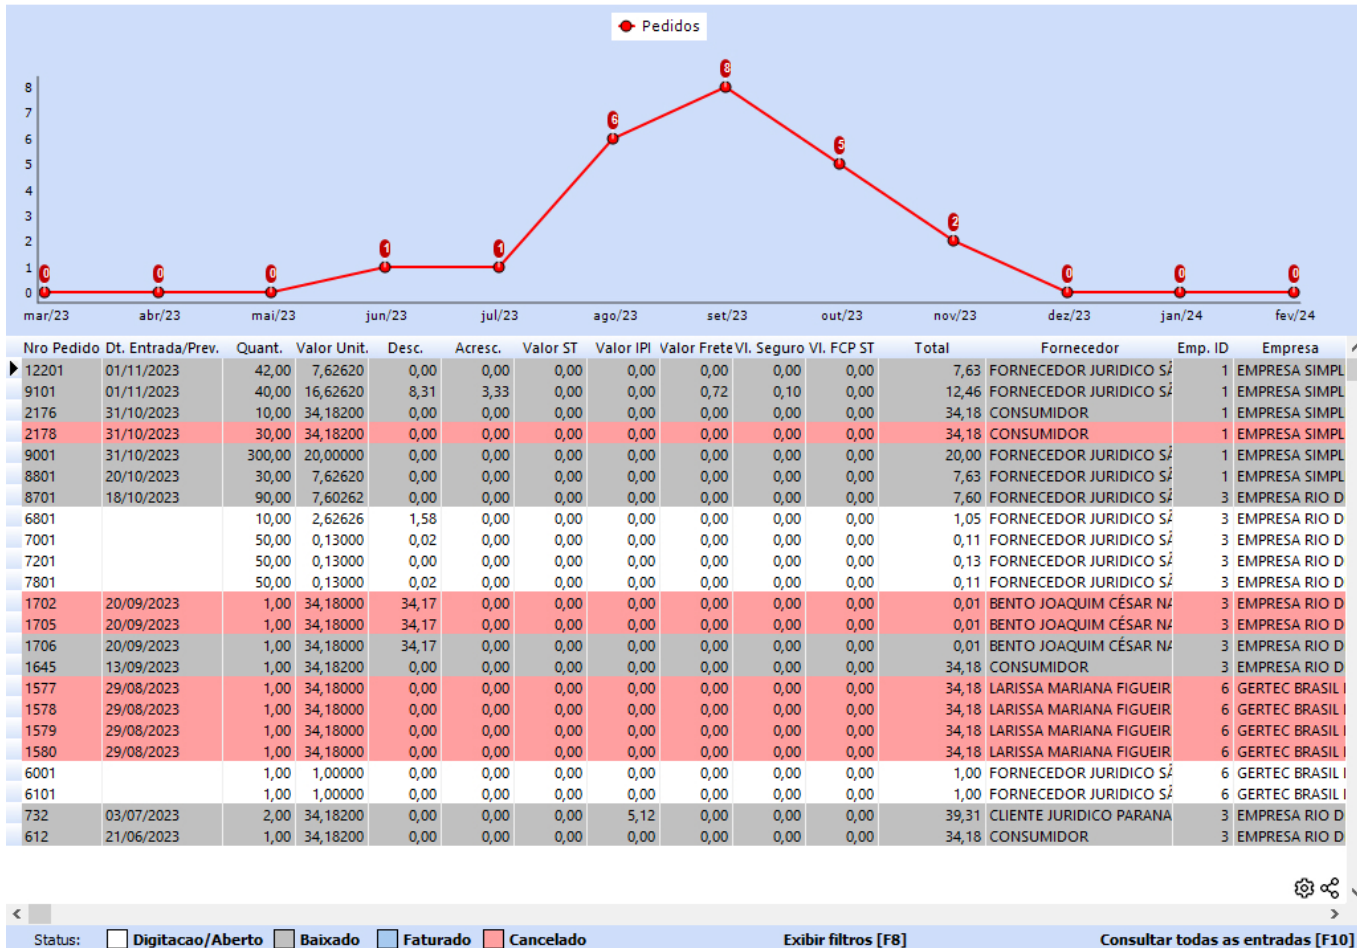 Pedidos
8
7
6
5
4
3
2
1
0
0 0 0 1 1 6 8 5 2 0 0 0
mar/23 abr/23 mai/23 jun/23 jul/23 ago/23 set/23 out/23 nov/23 dez/23 jan/24 fev/24
Nro Pedido Dt. Entrada/Prev. Quant. Valor Unit. Desc. Acresc. Valor ST Valor IPI Valor Frete Vl. Seguro Vl. FCP ST Total Fornecedor Emp. ID Empresa
12201 01/11/2023 42,00 7,62620 0,00 0,00 0,00 0,00 0,00 0,00 0,00 7,63 FORNECEDOR JURIDICO SÃ 1 EMPRESA SIMPL
9101 01/11/2023 40,00 16,62620 8,31 3,33 0,00 0,00 0,72 0,10 0,00 12,46 FORNECEDOR JURIDICO SÃ 1 EMPRESA SIMPL
2176 31/10/2023 10,00 34,18200 0,00 0,00 0,00 0,00 0,00 0,00 0,00 34,18 CONSUMIDOR 1 EMPRESA SIMPL
2178 31/10/2023 30,00 34,18200 0,00 0,00 0,00 0,00 0,00 0,00 0,00 34,18 CONSUMIDOR 1 EMPRESA SIMPL
9001 31/10/2023 300,00 20,00000 0,00 0,00 0,00 0,00 0,00 0,00 0,00 20,00 FORNECEDOR JURIDICO SÃ 1 EMPRESA SIMPL
8801 20/10/2023 30,00 7,62620 0,00 0,00 0,00 0,00 0,00 0,00 0,00 7,63 FORNECEDOR JURIDICO SÃ 1 EMPRESA SIMPL
8701 18/10/2023 90,00 7,60262 0,00 0,00 0,00 0,00 0,00 0,00 0,00 7,60 FORNECEDOR JURIDICO SÃ 3 EMPRESA RIO D
6801 10,00 2,62626 1,58 0,00 0,00 0,00 0,00 0,00 0,00 1,05 FORNECEDOR JURIDICO SÃ 3 EMPRESA RIO D
7001 50,00 0,13000 0,02 0,00 0,00 0,00 0,00 0,00 0,00 0,11 FORNECEDOR JURIDICO SÃ 3 EMPRESA RIO D
7201 50,00 0,13000 0,00 0,00 0,00 0,00 0,00 0,00 0,00 0,13 FORNECEDOR JURIDICO SÃ 3 EMPRESA RIO D
7801 50,00 0,13000 0,02 0,00 0,00 0,00 0,00 0,00 0,00 0,11 FORNECEDOR JURIDICO SÃ 3 EMPRESA RIO D
1702 20/09/2023 1,00 34,18000 34,17 0,00 0,00 0,00 0,00 0,00 0,00 0,01 BENTO JOAQUIM CÉSAR NA 3 EMPRESA RIO D
1705 20/09/2023 1,00 34,18000 34,17 0,00 0,00 0,00 0,00 0,00 0,00 0,01 BENTO JOAQUIM CÉSAR NA 3 EMPRESA RIO D
1706 20/09/2023 1,00 34,18000 34,17 0,00 0,00 0,00 0,00 0,00 0,00 0,01 BENTO JOAQUIM CÉSAR NA 3 EMPRESA RIO D
1645 13/09/2023 1,00 34,18200 0,00 0,00 0,00 0,00 0,00 0,00 0,00 34,18 CONSUMIDOR 3 EMPRESA RIO D
1577 29/08/2023 1,00 34,18000 0,00 0,00 0,00 0,00 0,00 0,00 0,00 34,18 LARISSA MARIANA FIGUEIR 6 GERTEC BRASIL
1578 29/08/2023 1,00 34,18000 0,00 0,00 0,00 0,00 0,00 0,00 0,00 34,18 LARISSA MARIANA FIGUEIR 6 GERTEC BRASIL
1579 29/08/2023 1,00 34,18000 0,00 0,00 0,00 0,00 0,00 0,00 0,00 34,18 LARISSA MARIANA FIGUEIR 6 GERTEC BRASIL
1580 29/08/2023 1,00 34,18000 0,00 0,00 0,00 0,00 0,00 0,00 0,00 34,18 LARISSA MARIANA FIGUEIR 6 GERTEC BRASIL
6001 1,00 1,00000 0,00 0,00 0,00 0,00 0,00 0,00 0,00 1,00 FORNECEDOR JURIDICO SÃ 6 GERTEC BRASIL
6101 1,00 1,00000 0,00 0,00 0,00 0,00 0,00 0,00 0,00 1,00 FORNECEDOR JURIDICO SÃ 6 GERTEC BRASIL
732 03/07/2023 2,00 34,18200 0,00 0,00 0,00 5,12 0,00 0,00 0,00 39,31 CLIENTE JURIDICO PARANA 3 EMPRESA RIO D
612 21/06/2023 1,00 34,18200 0,00 0,00 0,00 0,00 0,00 0,00 0,00 34,18 CONSUMIDOR 3 EMPRESA RIO D
Status: Digitacao/Aberto Baixado Faturado Cancelado Exibir filtros [F8] Consultar todas as entradas [F10]